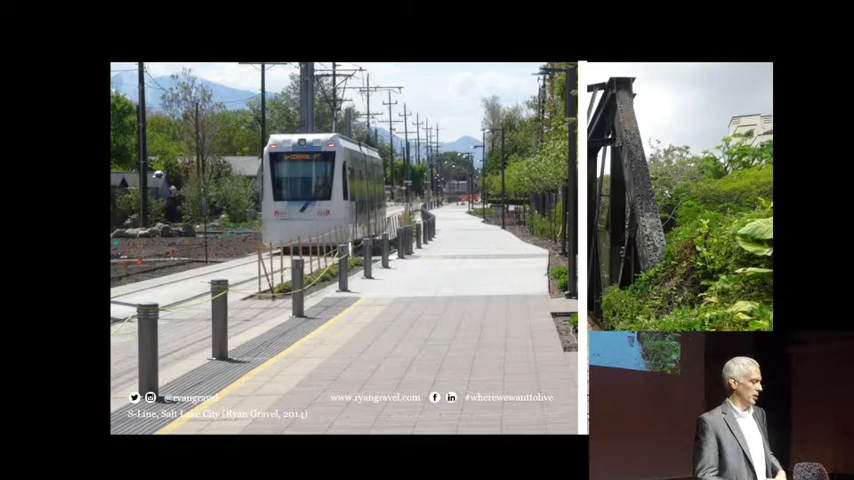 @ryangravel
www.ryangravel.com
#wherewewanttolive
S-Line, Salt Lake City (Ryan Gravel, 2014)